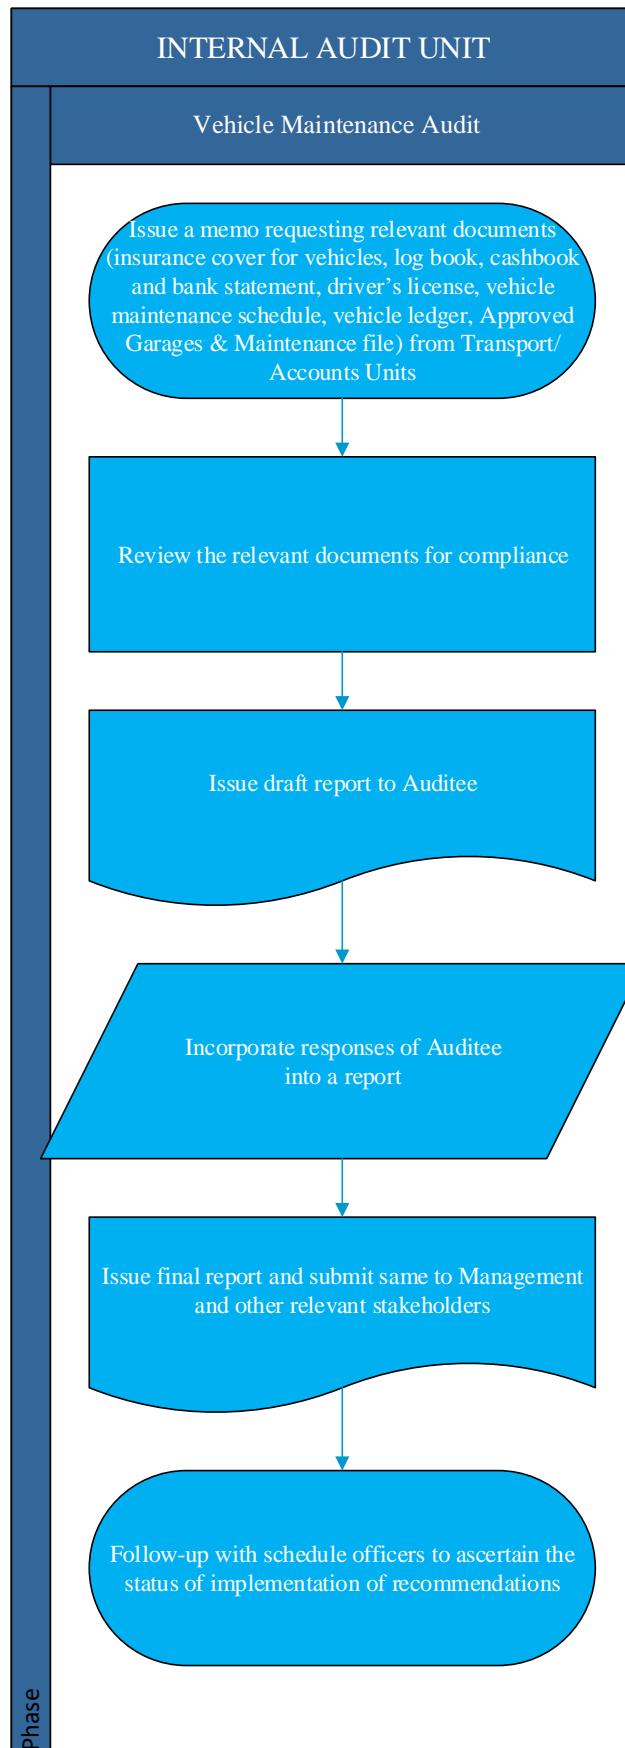 INTERNAL AUDIT UNIT
Vehicle Maintenance Audit
Issue a memo requesting relevant documents
(insurance cover for vehicles, log book, cashbook
and bank statement, driver’s license, vehicle
maintenance schedule, vehicle ledger, Approved
Garages & Maintenance file) from Transport/
Accounts Units
Review the relevant documents for compliance
Issue draft report to Auditee
Incorporate responses of Auditee
into a report
Issue final report and submit same to Management
and other relevant stakeholders
Follow-up with schedule officers to ascertain the
status of implementation of recommendations
Phase